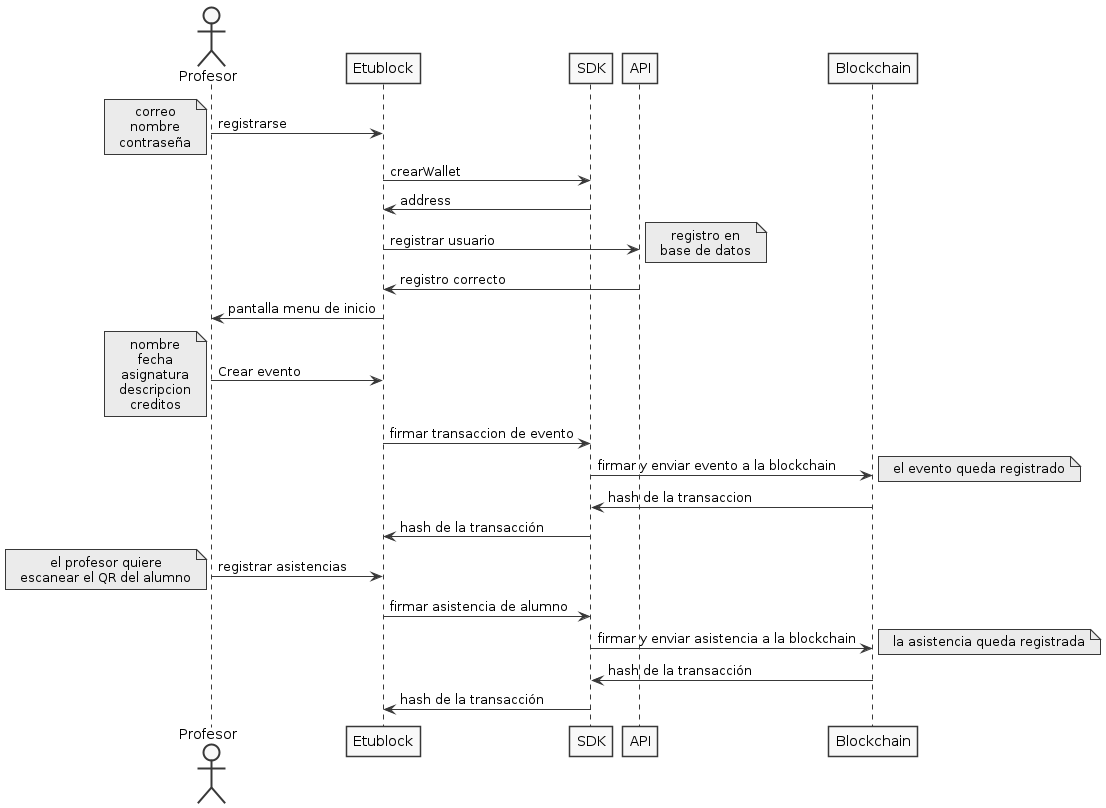 Profesor
Etublock
SDK
API
Blockchain
correo
nombre
contraseña
registrarse
crearWallet
address
registrar usuario
registro en
base de datos
registro correcto
pantalla menu de inicio
nombre
fecha
asignatura
descripcion
creditos
Crear evento
firmar transaccion de evento
firmar y enviar evento a la blockchain
el evento queda registrado
hash de la transaccion
hash de la transacción
el profesor quiere
escanear el QR del alumno
registrar asistencias
firmar asistencia de alumno
firmar y enviar asistencia a la blockchain
la asistencia queda registrada
hash de la transacción
hash de la transacción
Profesor
Etublock
SDK
API
Blockchain